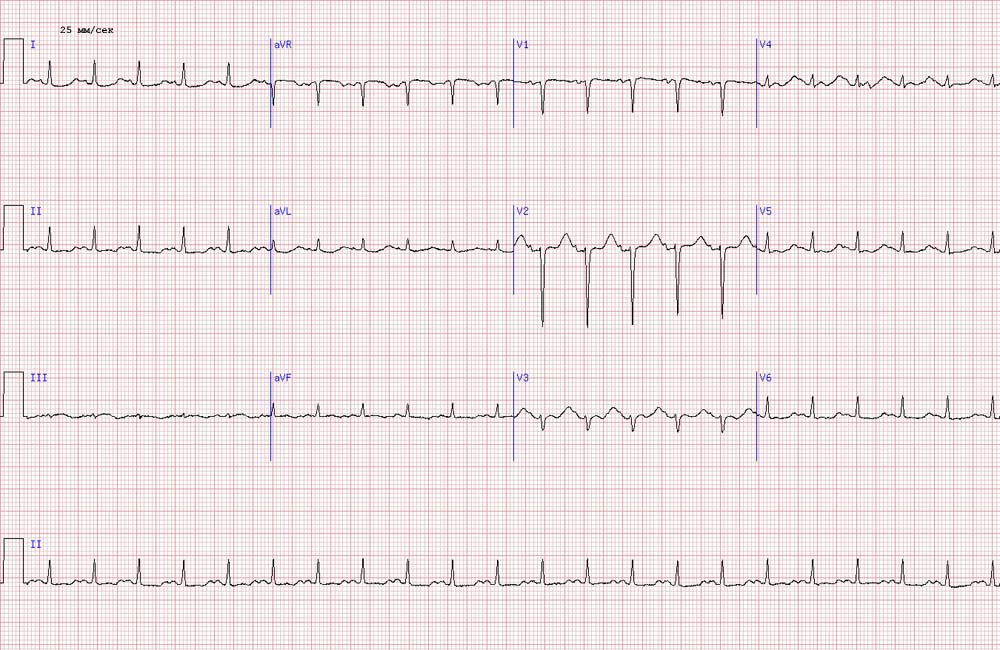 25 мм/сек
I aVR V1 V4
II aVL V2 V5
III aVF V3 V6
II